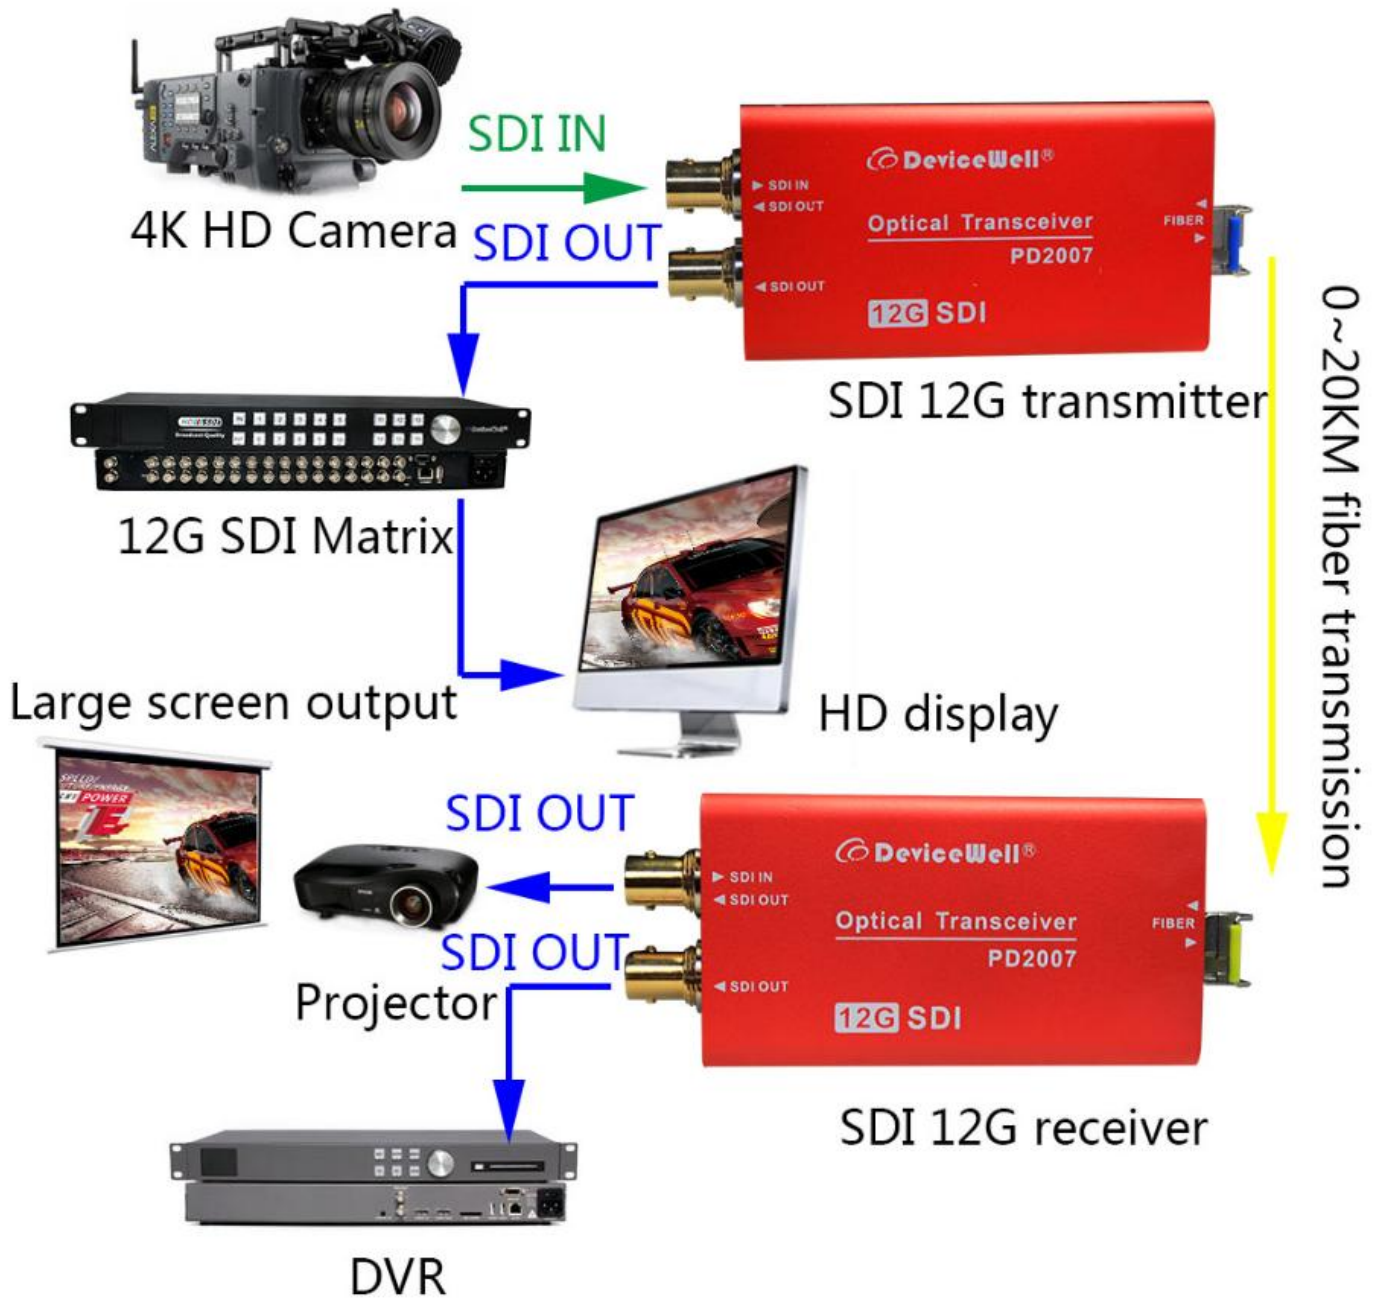 SDI IN
4K HD Camera
SDI OUT
DeviceWell®
► SDI IN
◄ SDI OUT
Optical Transceiver
PD2007
◄ SDI OUT
12G SDI
◄
FIBER
►
SDI 12G transmitter
0~20KM fiber transmission
Broadcast Quality
12G SDI Matrix
HD display
Large screen output
POWER
E
SDI OUT
Projector
SDI OUT
DeviceWell®
► SDI IN
◄ SDI OUT
Optical Transceiver
PD2007
◄ SDI OUT
12G SDI
◄
FIBER
►
SDI 12G receiver
DVR